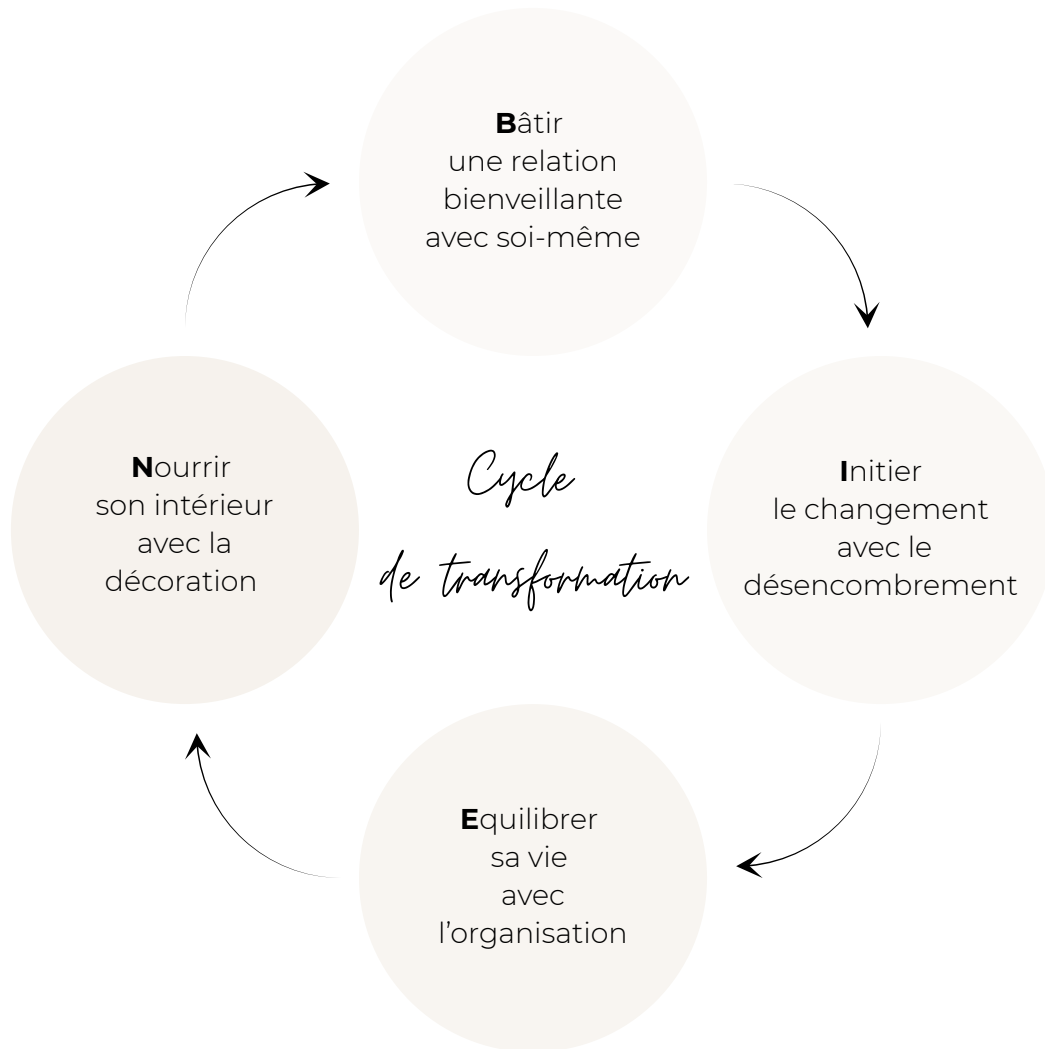 Bâtir
une relation
bienveillante
avec soi-même
Initier
le changement
avec le
désencombrement
Equilibrer
sa vie
avec
l’organisation
Nourrir
son intérieur
avec la
décoration
Cycle
de transformation